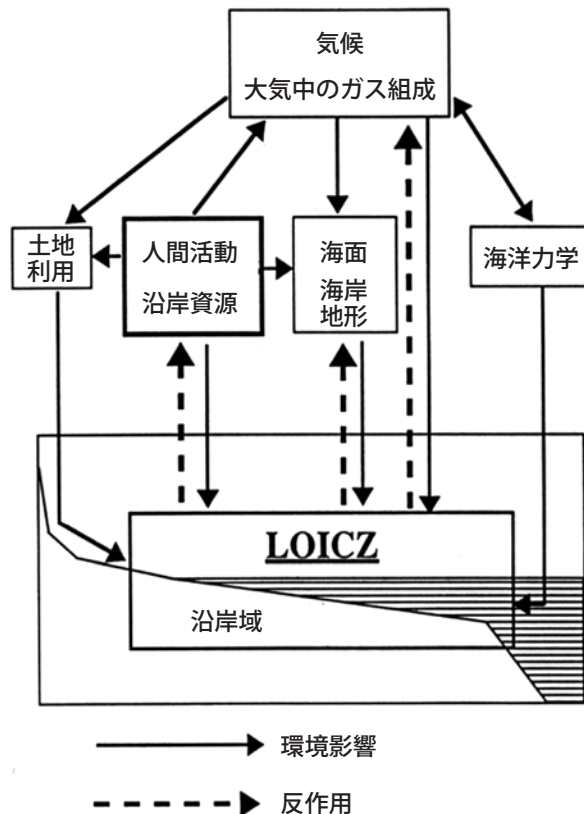 気候
大気中のガス組成
土地
利用
人間活動
沿岸資源
海面
海岸
地形
海洋力学
LOICZ
沿岸域
環境影響
反作用